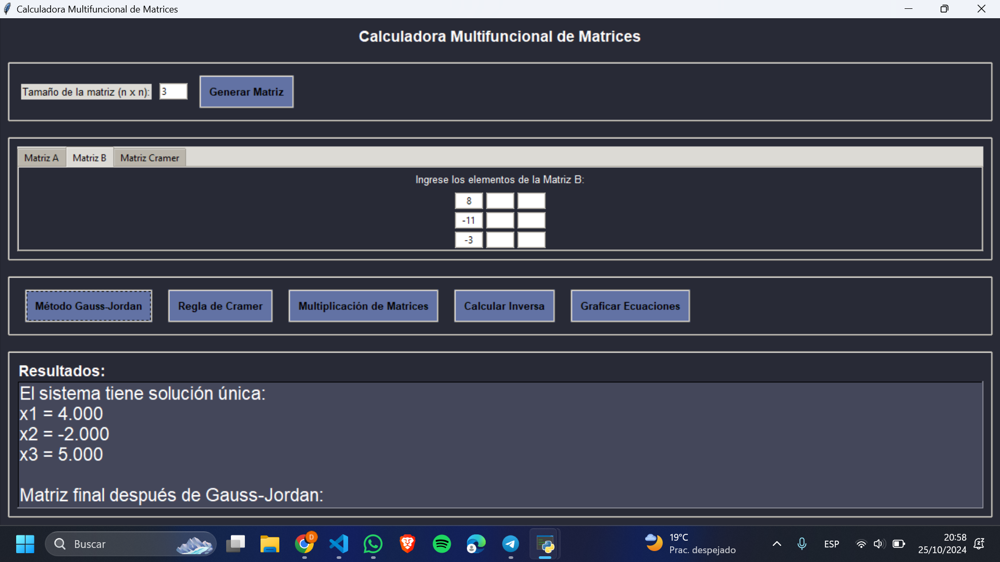 Calculadora Multifuncional de Matrices
Calculadora Multifuncional de Matrices
Tamaño de la matriz (n x n): 3 Generar Matriz
Matriz A Matriz B Matriz Cramer
Ingrese los elementos de la Matriz B:
8
-11
-3
Método Gauss-Jordan Regla de Cramer Multiplicación de Matrices Calcular Inversa Graficar Ecuaciones
Resultados:
El sistema tiene solución única:
x1 = 4.000
x2 = -2.000
x3 = 5.000
Matriz final después de Gauss-Jordan:
Buscar
D
19°C
Prac. despejado
ESP
20:58
25/10/2024